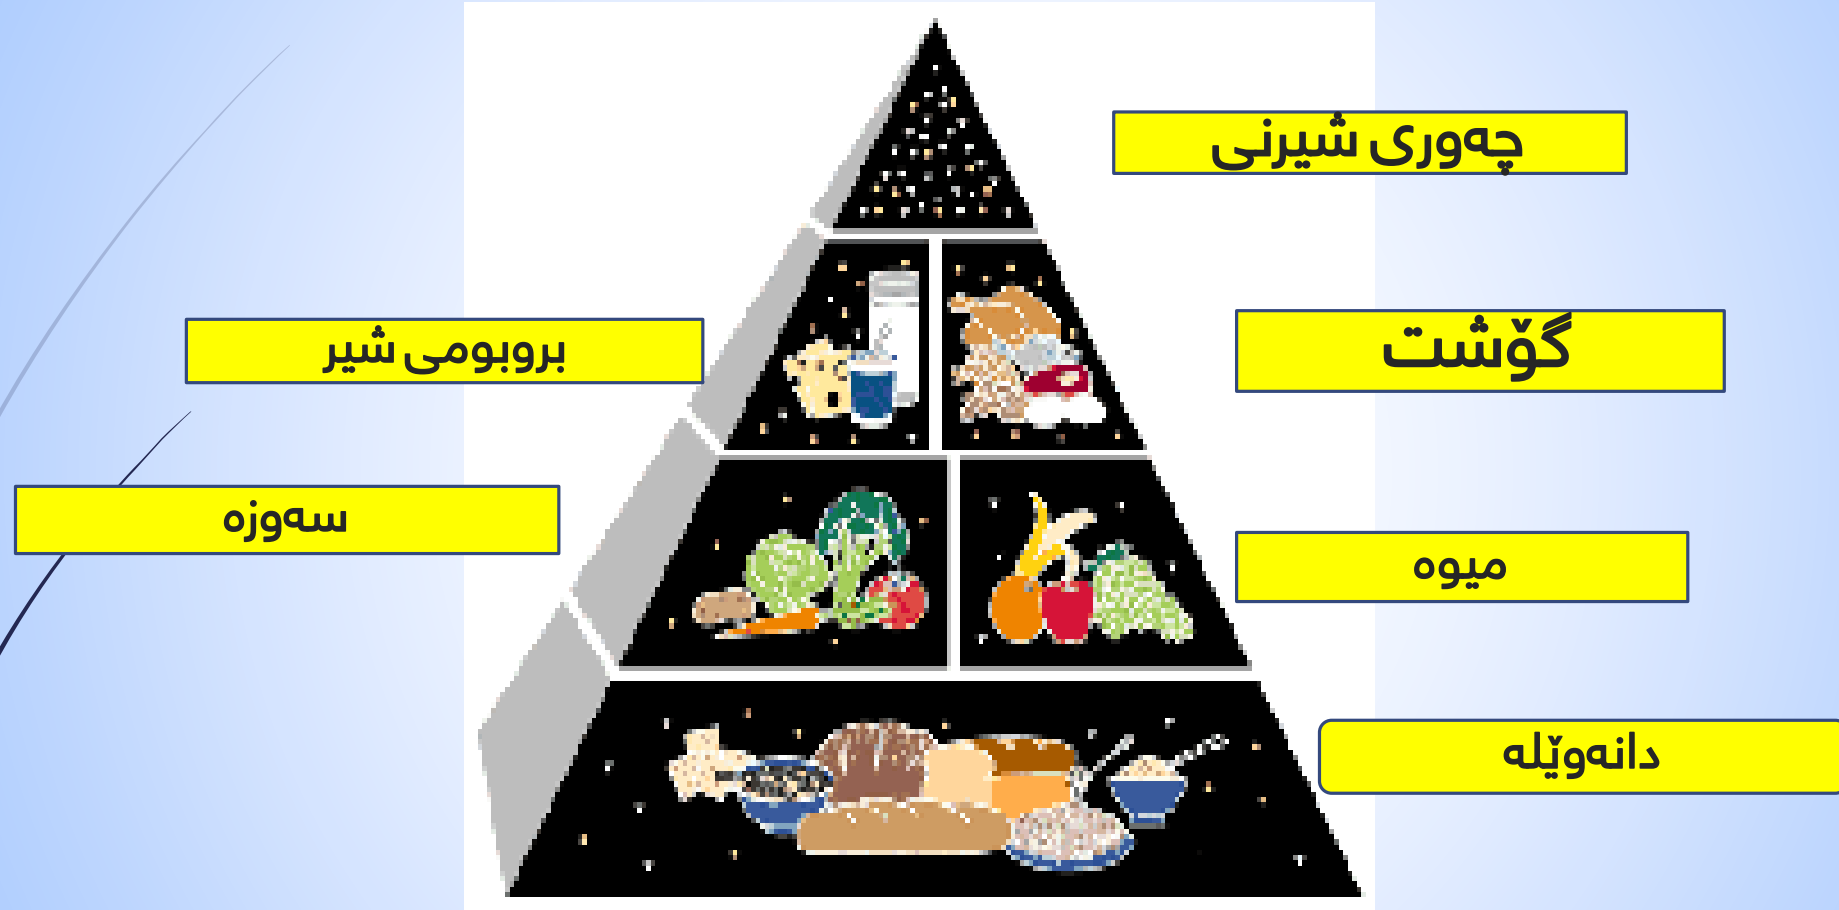 چەوری شیرنی
گۆشت
بروبومی شیر
سەوزە
میوە
دانەوێلە